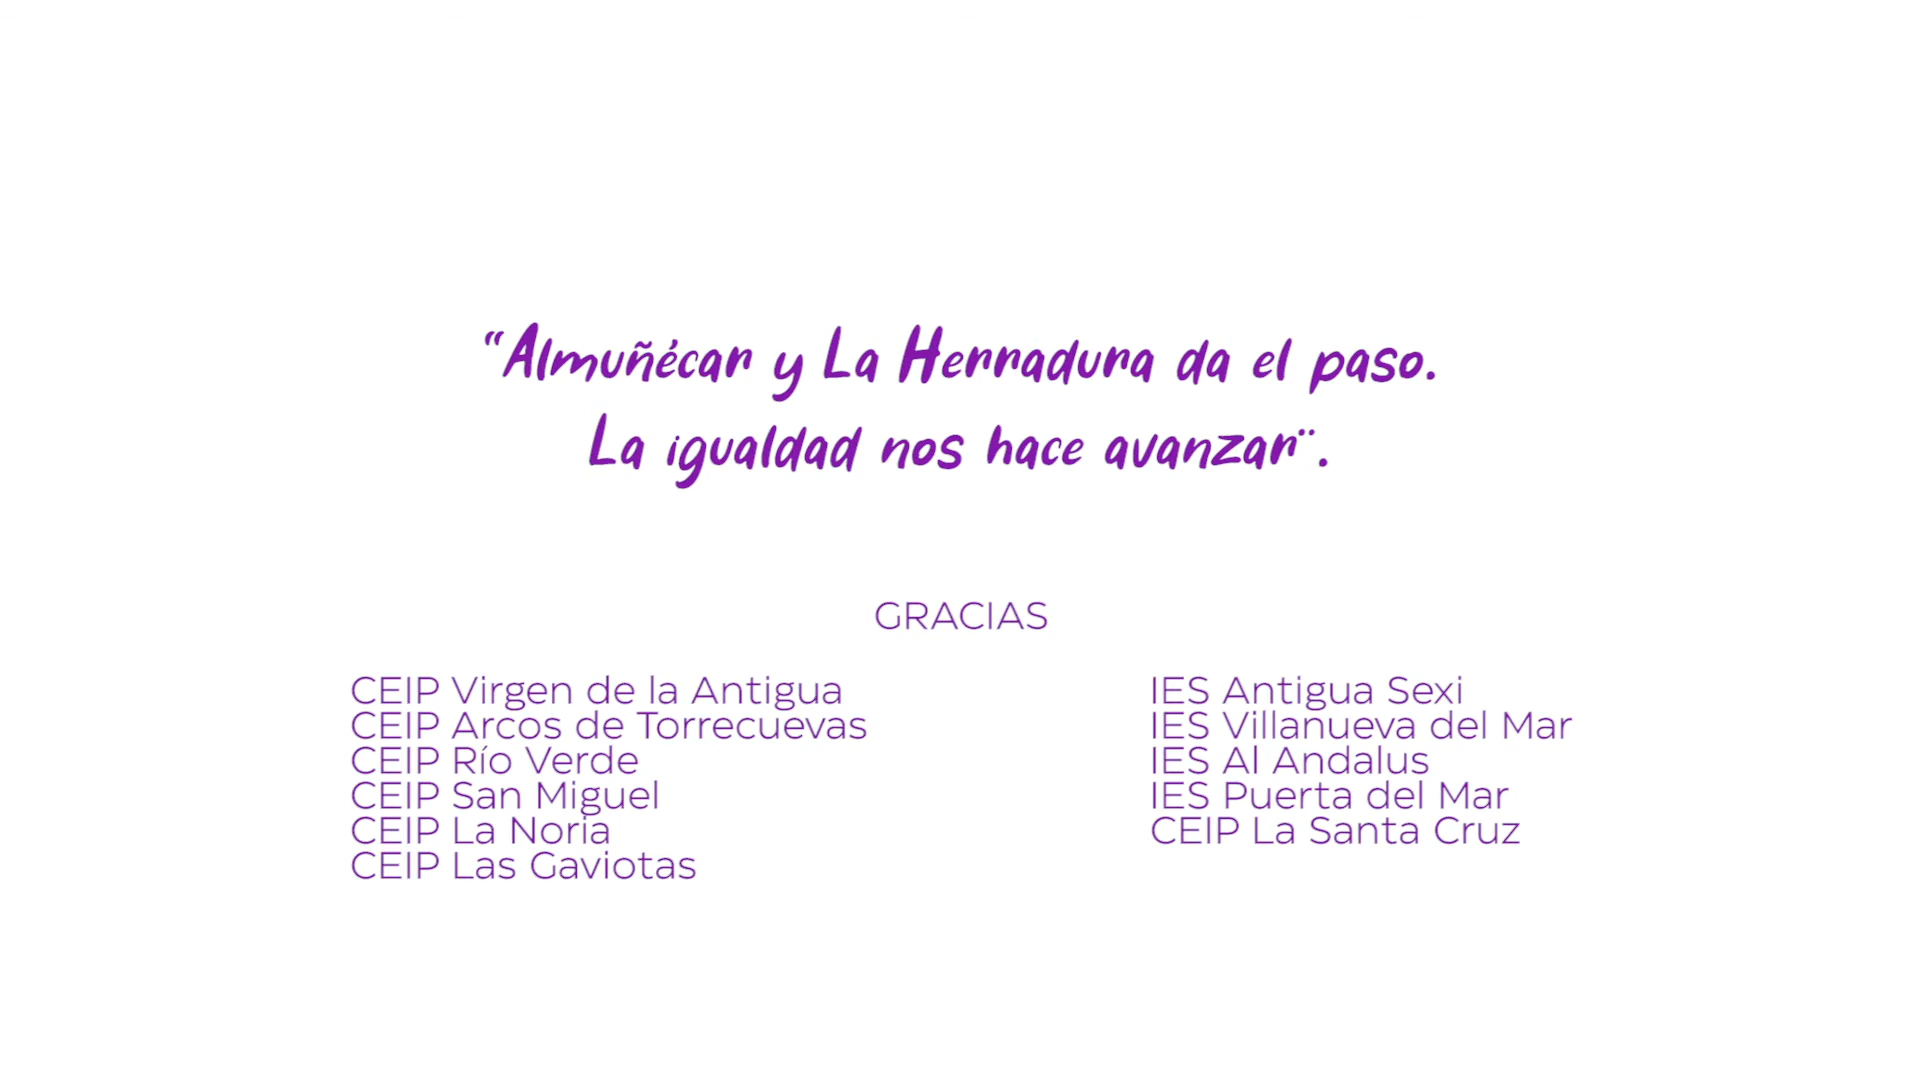 “Almuñécar y La Herradura da el paso.
La igualdad nos hace avanzar¨.
GRACIAS
CEIP Virgen de la Antigua
CEIP Arcos de Torrecuevas
CEIP Río Verde
CEIP San Miguel
CEIP La Noria
CEIP Las Gaviotas
IES Antigua Sexi
IES Villanueva del Mar
IES Al Andalus
IES Puerta del Mar
CEIP La Santa Cruz